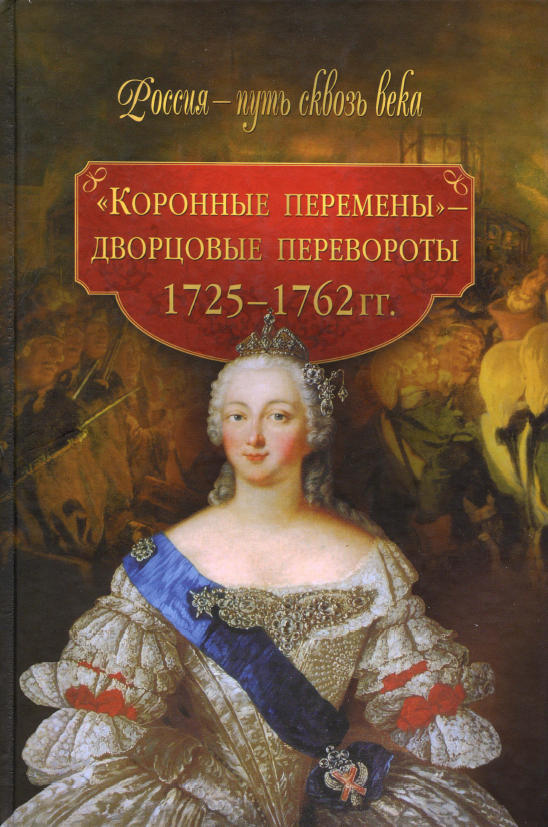 Россия – путь сквозь века
«Коронные перемены» –
дворцовые перевороты
1725–1762 гг.